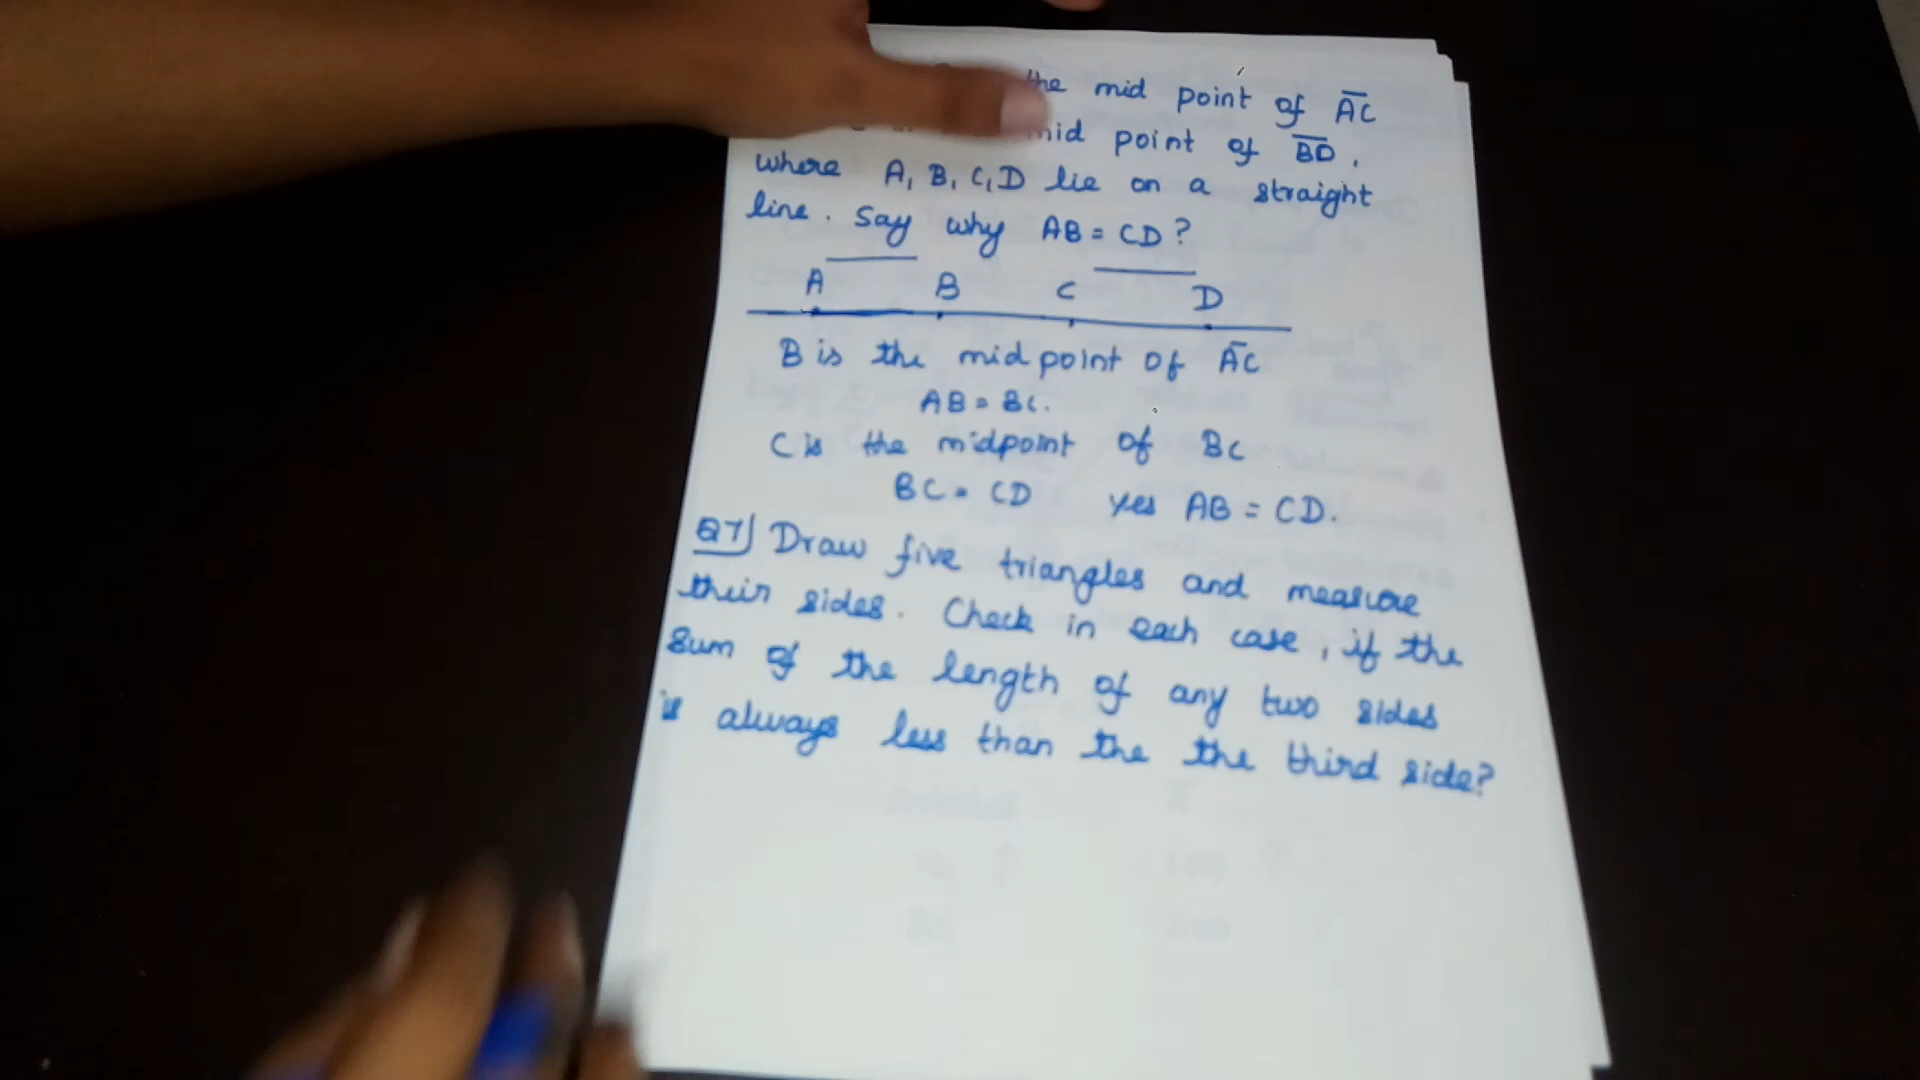 the mid point of AC
mid point of BD.
where A, B, C, D lie on a straight
line. Say why AB = CD?
A B C D
B is the midpoint of AC
AB = BC.
C is the midpoint of BC
BC = CD yes AB = CD.
Q7) Draw five triangles and measure
their sides. Check in each case, if the
sum of the length of any two sides
is always less than the the third side?